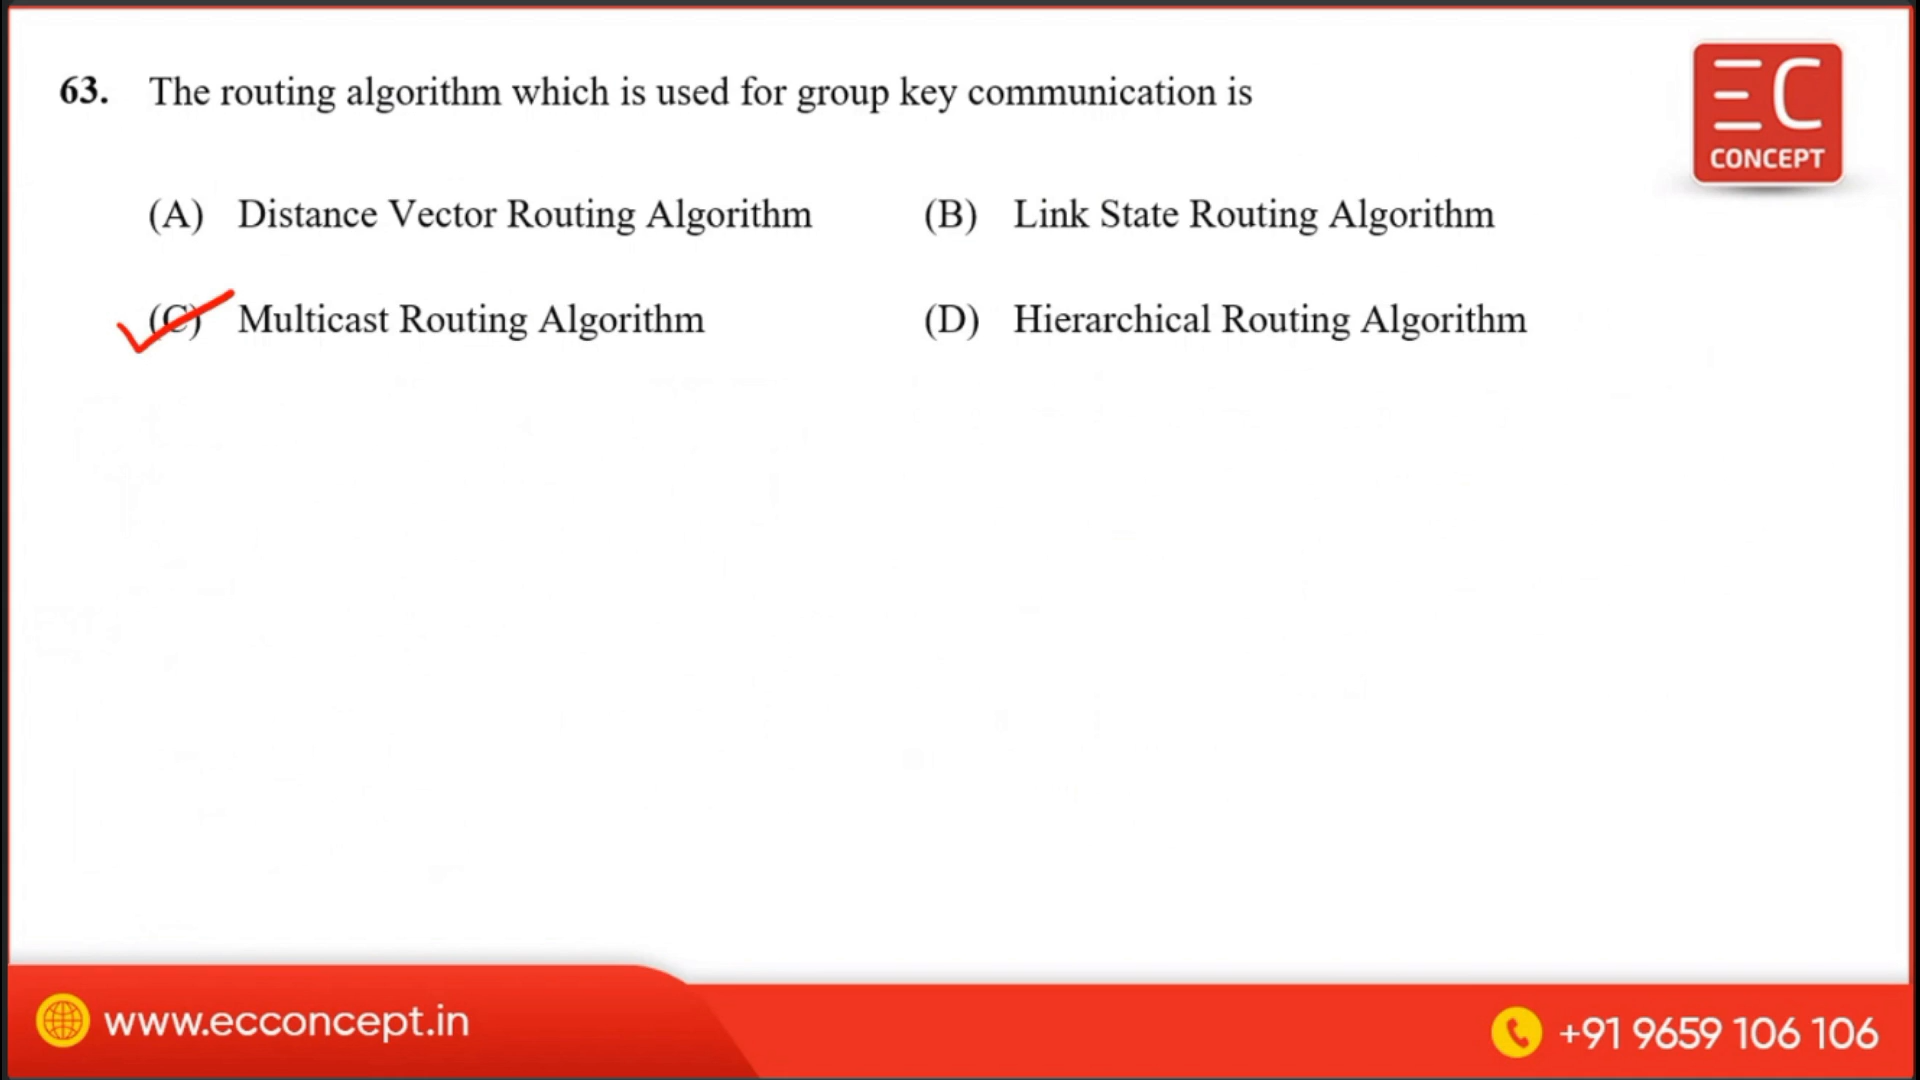 63. The routing algorithm which is used for group key communication is
(A) Distance Vector Routing Algorithm (B) Link State Routing Algorithm
(C) Multicast Routing Algorithm (D) Hierarchical Routing Algorithm
EC
CONCEPT
www.ecconcept.in
+91 9659 106 106